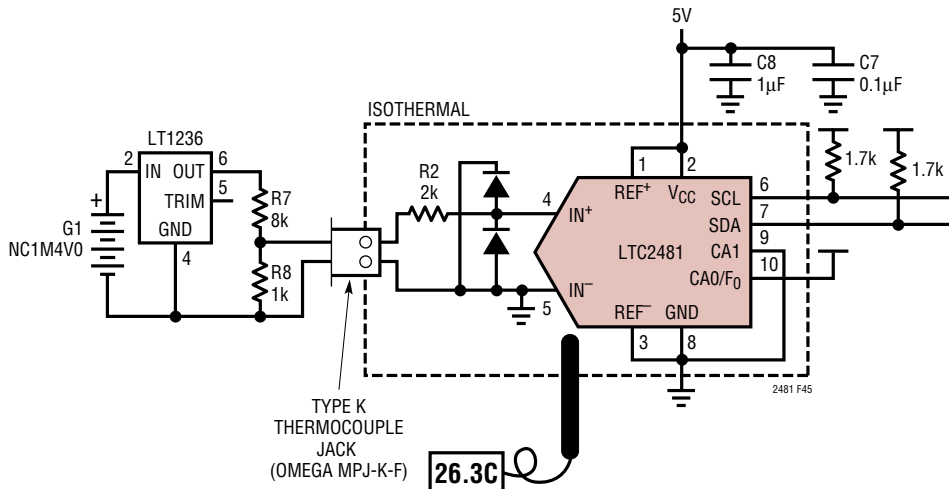 5V
C8
1µF
C7
0.1µF
ISOTHERMAL
LT1236
2
IN
OUT
6
TRIM
5
GND
4
+
G1
NC1M4V0
R7
8k
R8
1k
R2
2k
1
2
REF+
VCC
4
IN+
LTC2481
IN−
5
REF−
GND
3
8
6
SCL
7
SDA
9
CA1
10
CA0/F0
1.7k
1.7k
2481 F45
TYPE K
THERMOCOUPLE
JACK
(OMEGA MPJ-K-F)
26.3C